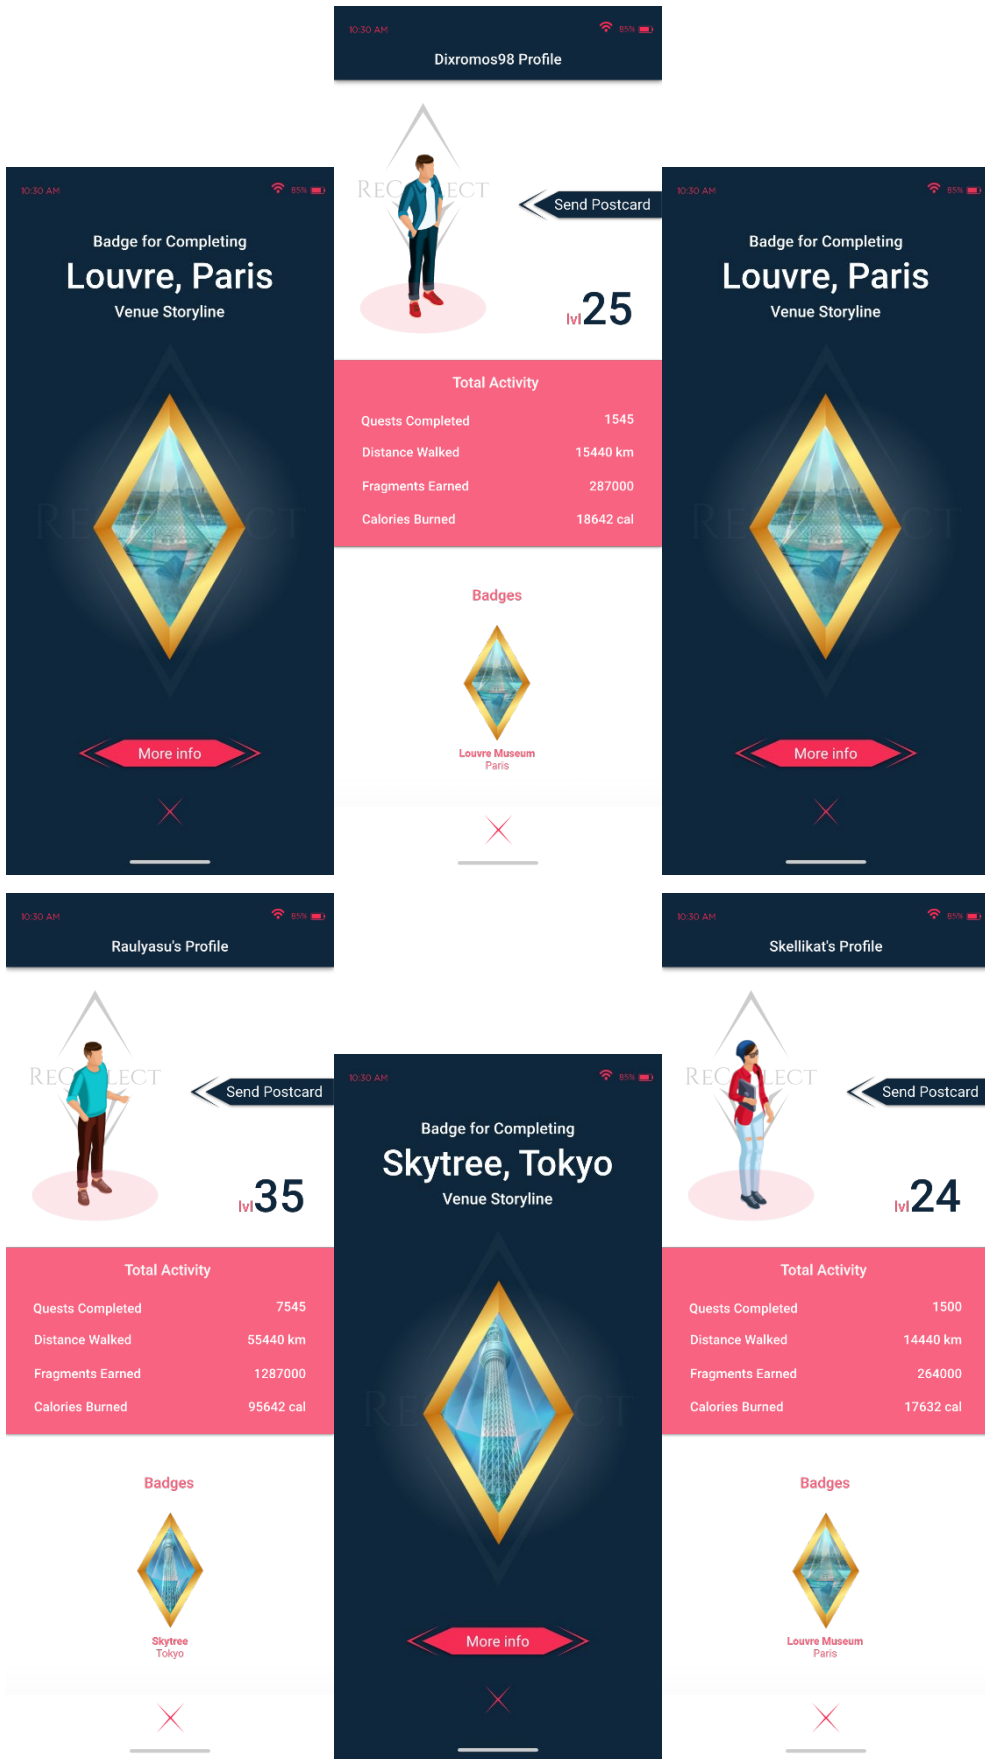 10:30 AM 85%
Dixromos98 Profile
RECOLLECT
Send Postcard
lvl25
Total Activity
Quests Completed 1545
Distance Walked 15440 km
Fragments Earned 287000
Calories Burned 18642 cal
Badges
Louvre Museum
Paris
10:30 AM 85%
Badge for Completing
Louvre, Paris
Venue Storyline
More info
10:30 AM 85%
Badge for Completing
Louvre, Paris
Venue Storyline
More info
10:30 AM 85%
Raulyasu's Profile
REC LECT
Send Postcard
lvl35
Total Activity
Quests Completed 7545
Distance Walked 55440 km
Fragments Earned 1287000
Calories Burned 95642 cal
Badges
Skytree
Tokyo
10:30 AM 85%
Badge for Completing
Skytree, Tokyo
Venue Storyline
More info
10:30 AM 85%
Skellikat's Profile
REC LECT
Send Postcard
lvl24
Total Activity
Quests Completed 1500
Distance Walked 14440 km
Fragments Earned 264000
Calories Burned 17632 cal
Badges
Louvre Museum
Paris